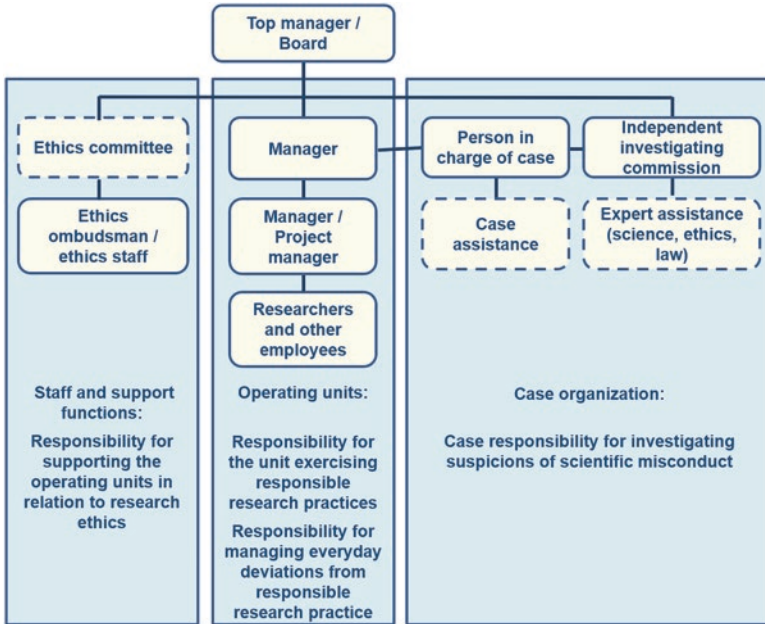 Top manager /
Board
Ethics committee
Ethics
ombudsman /
ethics staff
Staff and support
functions:
Responsibility for
supporting the
operating units in
relation to research
ethics
Manager
Manager /
Project
manager
Researchers
and other
employees
Operating units:
Responsibility for
the unit exercising
responsible
research practices
Responsibility for
managing everyday
deviations from
responsible
research practice
Person in
charge of case
Independent
investigating
commission
Case
assistance
Expert assistance
(science, ethics,
law)
Case organization:
Case responsibility for investigating
suspicions of scientific misconduct